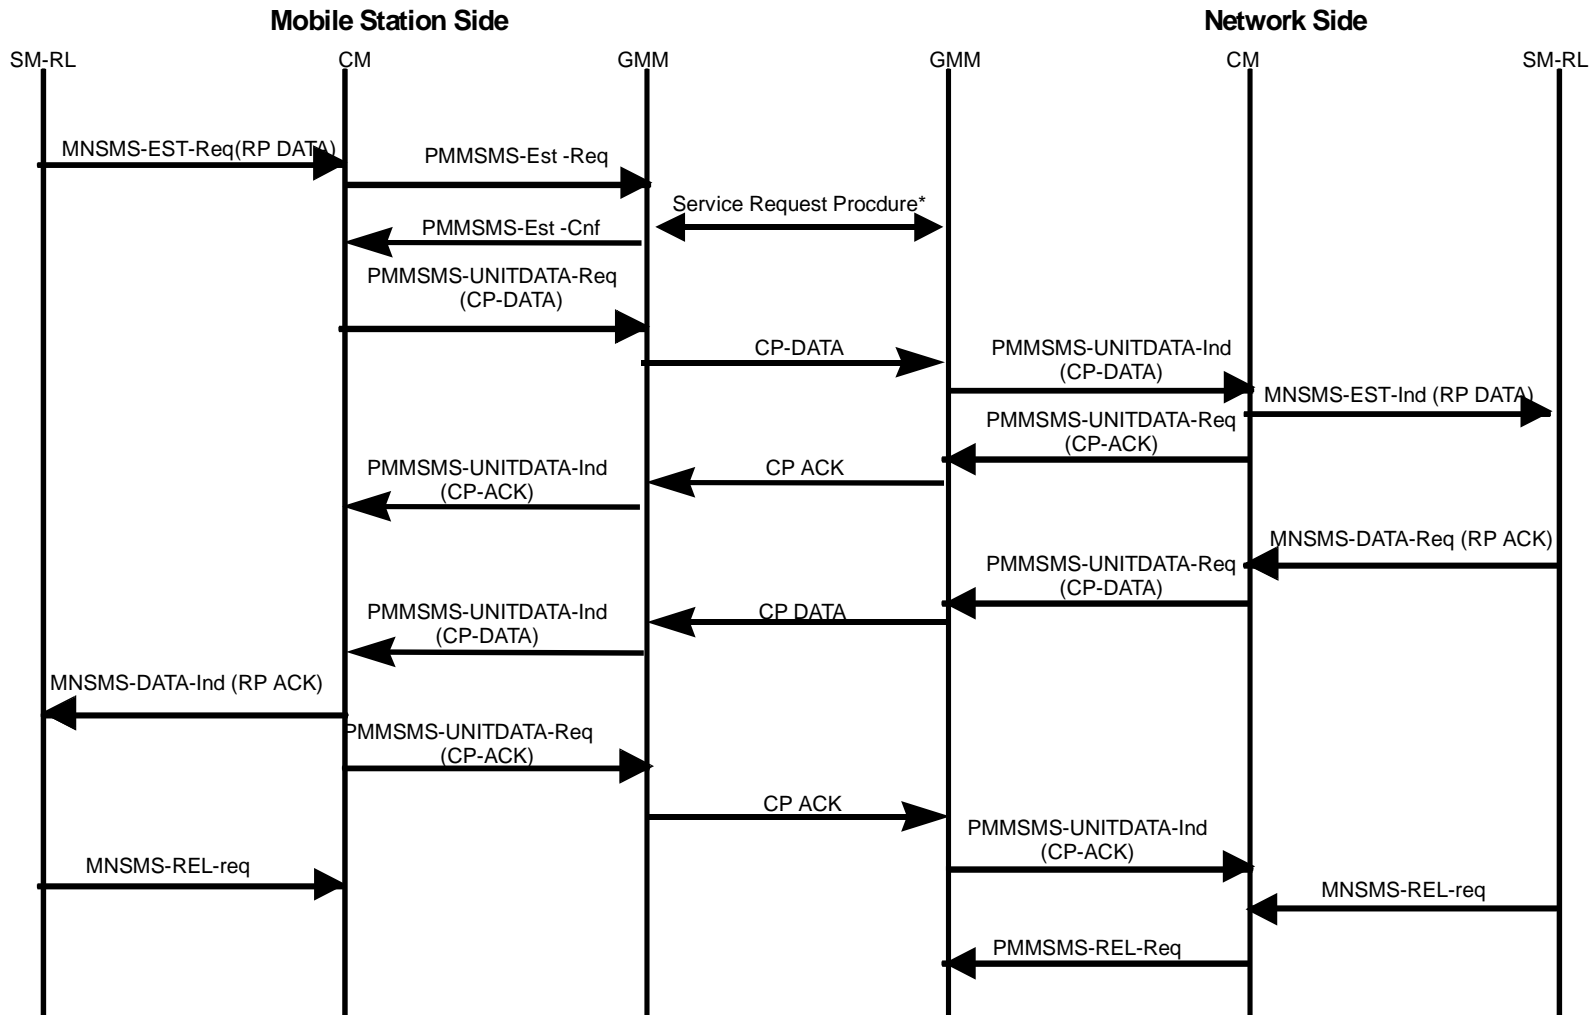 Mobile Station Side
Network Side
SM-RL
CM
GMM
GMM
CM
SM-RL
MNSMS-EST-Req(RP DATA)
PMMSMS-Est -Req
Service Request Procdure*
PMMSMS-Est -Cnf
PMMSMS-UNITDATA-Req
(CP-DATA)
CP-DATA
PMMSMS-UNITDATA-Ind
(CP-DATA)
MNSMS-EST-Ind (RP DATA)
PMMSMS-UNITDATA-Req
(CP-ACK)
CP ACK
PMMSMS-UNITDATA-Ind
(CP-ACK)
MNSMS-DATA-Req (RP ACK)
PMMSMS-UNITDATA-Req
(CP-DATA)
CP DATA
PMMSMS-UNITDATA-Ind
(CP-DATA)
MNSMS-DATA-Ind (RP ACK)
PMMSMS-UNITDATA-Req
(CP-ACK)
CP ACK
PMMSMS-UNITDATA-Ind
(CP-ACK)
MNSMS-REL-req
MNSMS-REL-req
PMMSMS-REL-Req